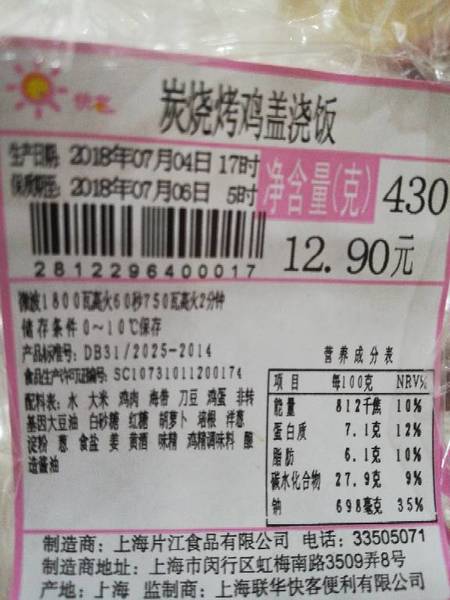 快客
炭烧烤鸡盖浇饭
生产日期: 2018年07月04日 17时
保质期至: 2018年07月06日 5时
净含量(克) 430
2812296400017
12.90元
微波1800瓦高火60秒750瓦高火2分钟
储存条件0～10℃保存
产品标准号: DB31/2025-2014
食品生产许可证编号: SC10731011200174
配料表: 水 大米 鸡肉 海带 刀豆 鸡蛋 非转
基因大豆油 白砂糖 红糖 胡萝卜 培根 洋葱
淀粉 葱 食盐 姜 黄酒 味精 鸡精调味料 酿
造酱油
营养成分表
项目 每100克 NRV%
能量 812千焦 10%
蛋白质 7.1克 12%
脂肪 6.1克 10%
碳水化合物 27.9克 9%
钠 698毫克 35%
制造商: 上海片江食品有限公司 电话: 33505071
制造商地址: 上海市闵行区虹梅南路3509弄8号
产地: 上海 监制商: 上海联华快客便利有限公司